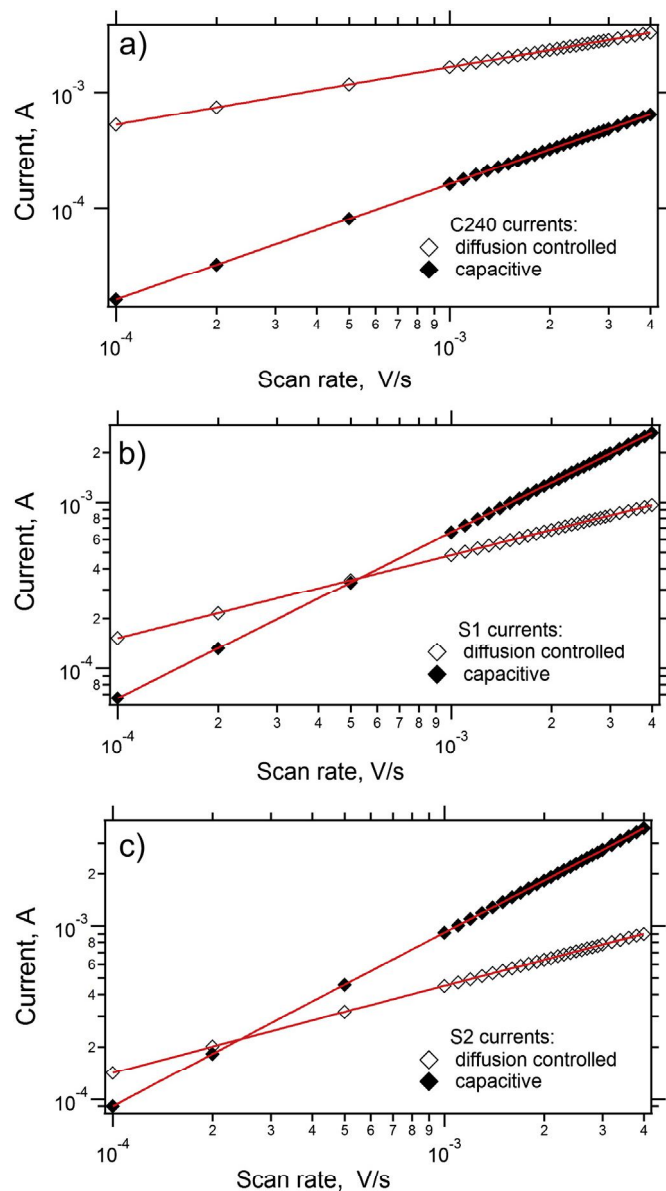 a)
Current, A
10⁻³
10⁻⁴
C240 currents:
diffusion controlled
capacitive
2 3 4 5 6 7 8 9 2 3 4
10⁻⁴ 10⁻³
Scan rate, V/s
b)
Current, A
2
10⁻³
8
6
4
2
10⁻⁴
8
S1 currents:
diffusion controlled
capacitive
2 3 4 5 6 7 8 9 2 3 4
10⁻⁴ 10⁻³
Scan rate, V/s
c)
Current, A
2
10⁻³
8
6
4
2
10⁻⁴
S2 currents:
diffusion controlled
capacitive
2 3 4 5 6 7 8 9 2 3 4
10⁻⁴ 10⁻³
Scan rate, V/s